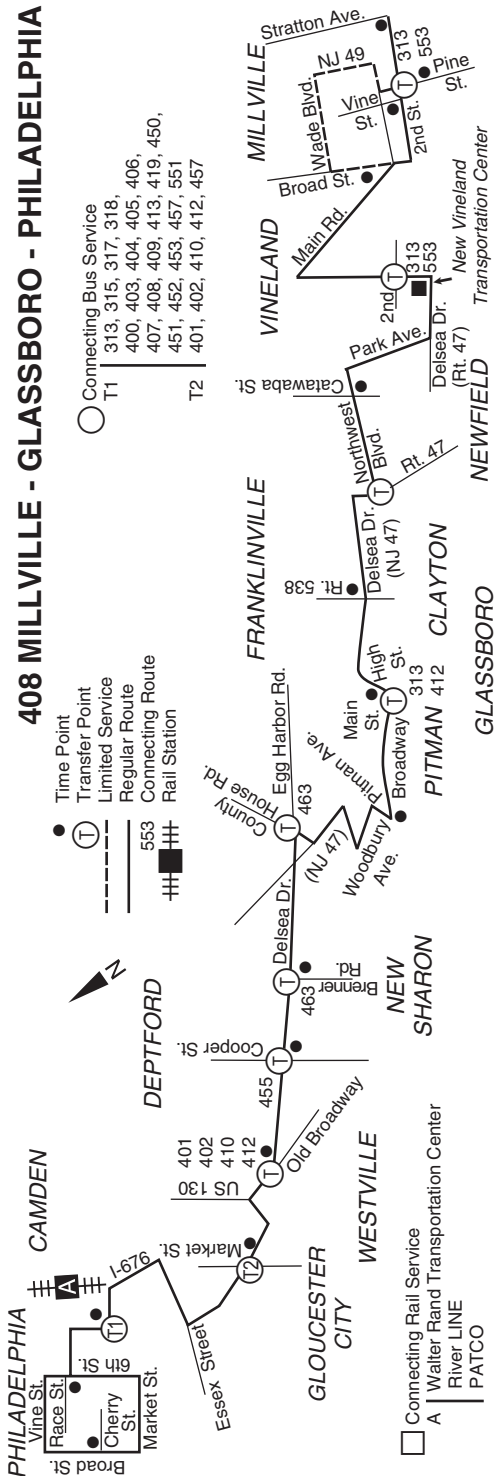 408 MILLVILLE - GLASSBORO - PHILADELPHIA
Time Point
T Transfer Point
Limited Service
Regular Route
553 Connecting Route
Rail Station
Connecting Bus Service
T1 313, 315, 317, 318,
400, 403, 404, 405, 406,
407, 408, 409, 413, 419, 450,
451, 452, 453, 457, 551
T2 401, 402, 410, 412, 457
N
PHILADELPHIA
Vine St.
Race St.
Cherry
St.
Market St.
Broad St.
6th St.
T1
CAMDEN
A
I-676
Essex Street
Market St.
T2
GLOUCESTER
CITY
US 130
401
402
410
412
T
Old Broadway
WESTVILLE
DEPTFORD
455
Cooper St.
T
463
T
Brenner
Rd.
NEW
SHARON
Delsea Dr.
County
House Rd.
T
463
Egg Harbor Rd.
(NJ 47)
Woodbury
Ave.
Pitman Ave.
Broadway
PITMAN
Main
St.
High
St.
T
313
412
GLASSBORO
CLAYTON
FRANKLINVILLE
Rt. 538
Delsea Dr.
(NJ 47)
T
Rt. 47
Northwest
Blvd.
Catawba St.
NEWFIELD
Park Ave.
Delsea Dr.
(Rt. 47)
VINELAND
2nd
T
313
553
New Vineland
Transportation Center
Main Rd.
MILLVILLE
Broad St.
Wade Blvd.
NJ 49
Vine
St.
2nd St.
T
Pine
St.
313
553
Stratton Ave.
Connecting Rail Service
A Walter Rand Transportation Center
River LINE
PATCO